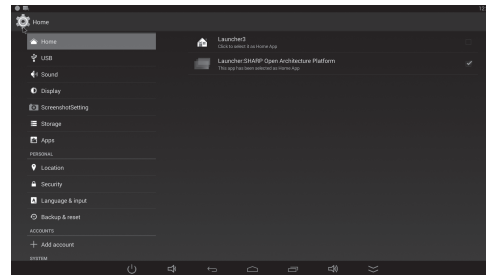 12
Home
Home
USB
Sound
Display
ScreenshotSetting
Storage
Apps
PERSONAL
Location
Security
Language & input
Backup & reset
ACCOUNTS
Add account
SYSTEM
Launcher3
Click to select it as Home App
Launcher:SHARP Open Architecture Platform
This app has been selected as Home App